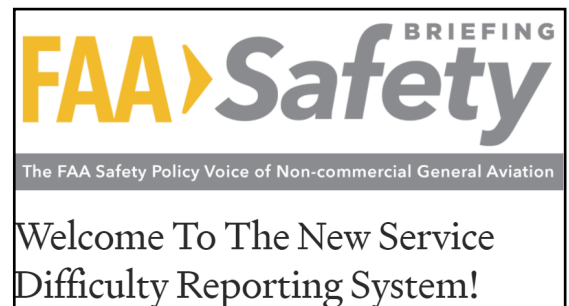 BRIEFING
FAA Safety
The FAA Safety Policy Voice of Non-commercial General Aviation
Welcome To The New Service
Difficulty Reporting System!